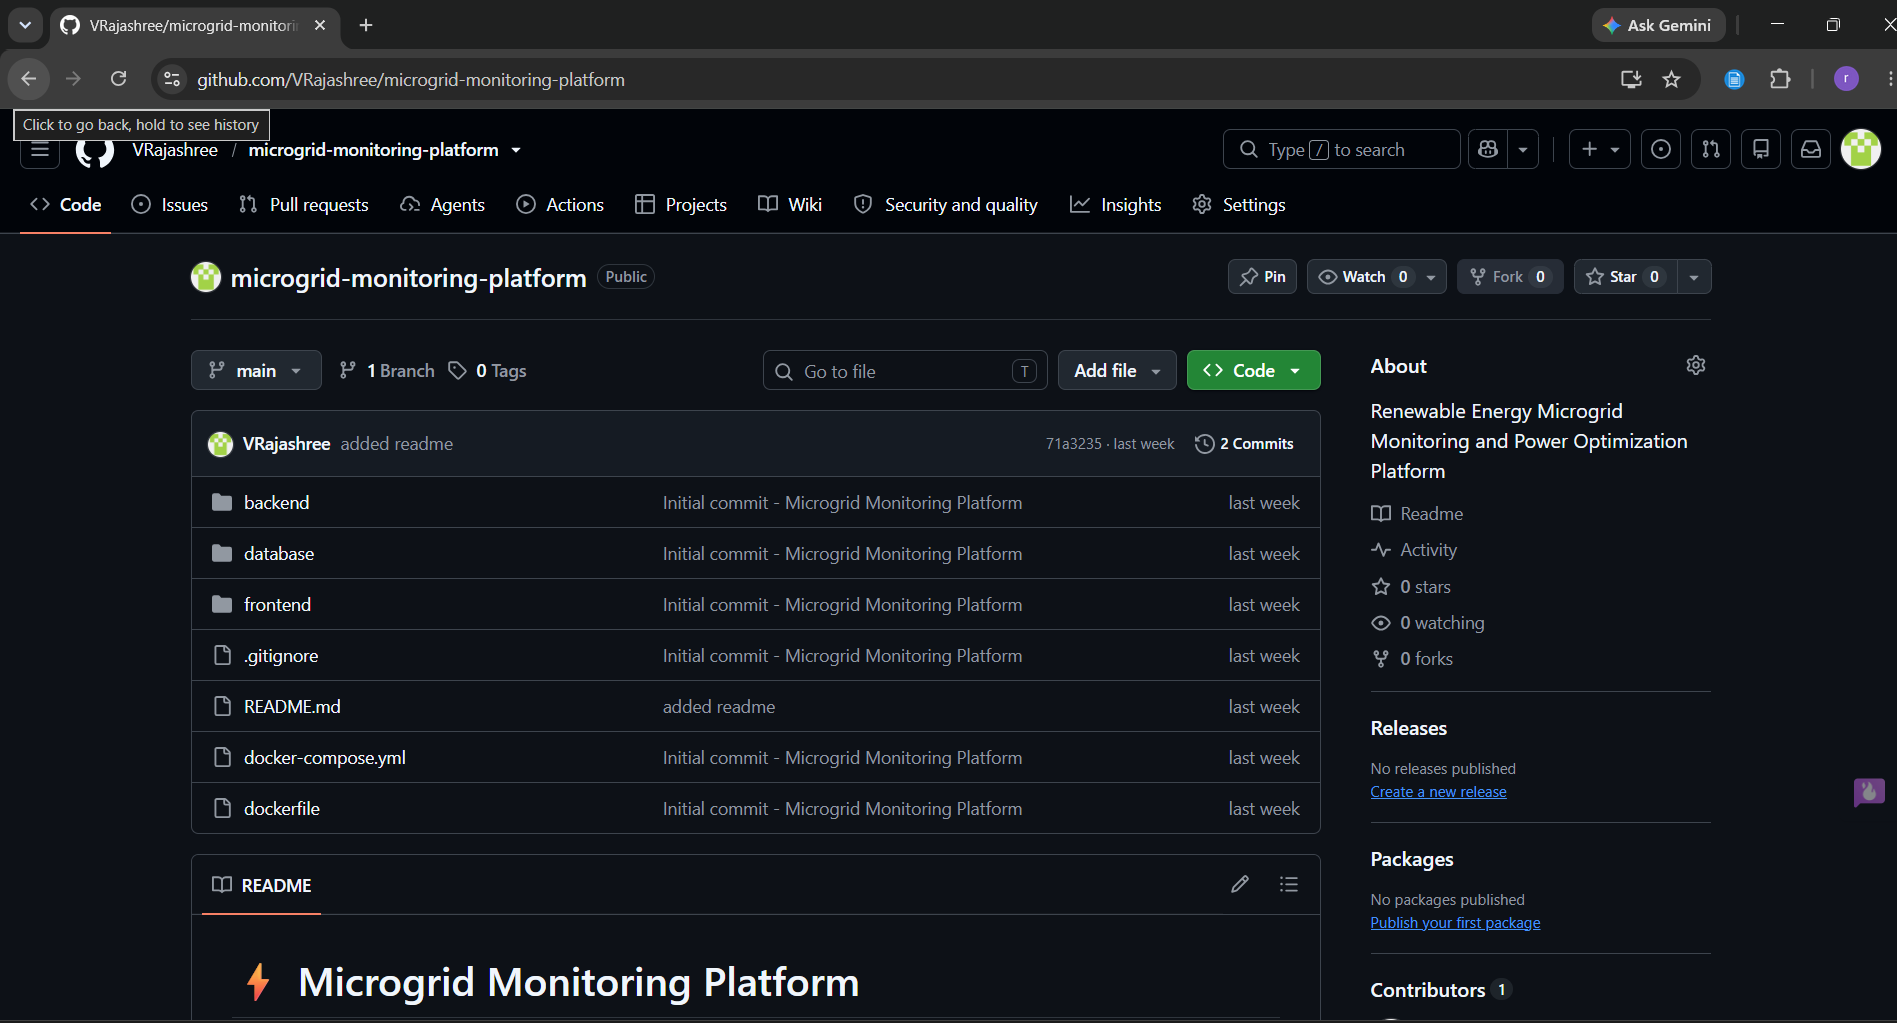 VRajashree/microgrid-monitorin
Ask Gemini
github.com/VRajashree/microgrid-monitoring-platform
r
Click to go back, hold to see history
VRajashree / microgrid-monitoring-platform
Type / to search
Code
Issues
Pull requests
Agents
Actions
Projects
Wiki
Security and quality
Insights
Settings
microgrid-monitoring-platform Public
Pin
Watch 0
Fork 0
Star 0
main
1 Branch
0 Tags
Go to file
T
Add file
Code
VRajashree added readme
71a3235 · last week
2 Commits
backend Initial commit - Microgrid Monitoring Platform last week
database Initial commit - Microgrid Monitoring Platform last week
frontend Initial commit - Microgrid Monitoring Platform last week
.gitignore Initial commit - Microgrid Monitoring Platform last week
README.md added readme last week
docker-compose.yml Initial commit - Microgrid Monitoring Platform last week
dockerfile Initial commit - Microgrid Monitoring Platform last week
README
Microgrid Monitoring Platform
About
Renewable Energy Microgrid
Monitoring and Power Optimization
Platform
Readme
Activity
0 stars
0 watching
0 forks
Releases
No releases published
Create a new release
Packages
No packages published
Publish your first package
Contributors 1